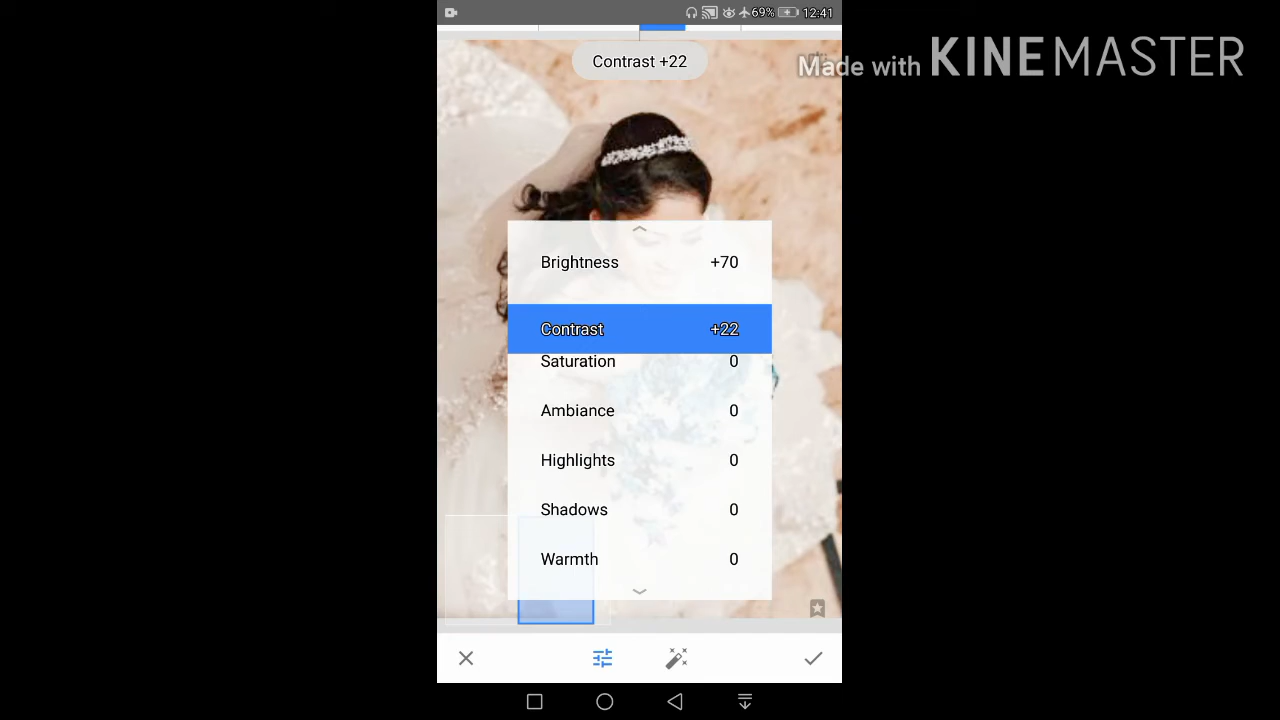 69% 12:41
Contrast +22
Made with KINEMASTER
Brightness +70
Contrast +22
Saturation 0
Ambiance 0
Highlights 0
Shadows 0
Warmth 0